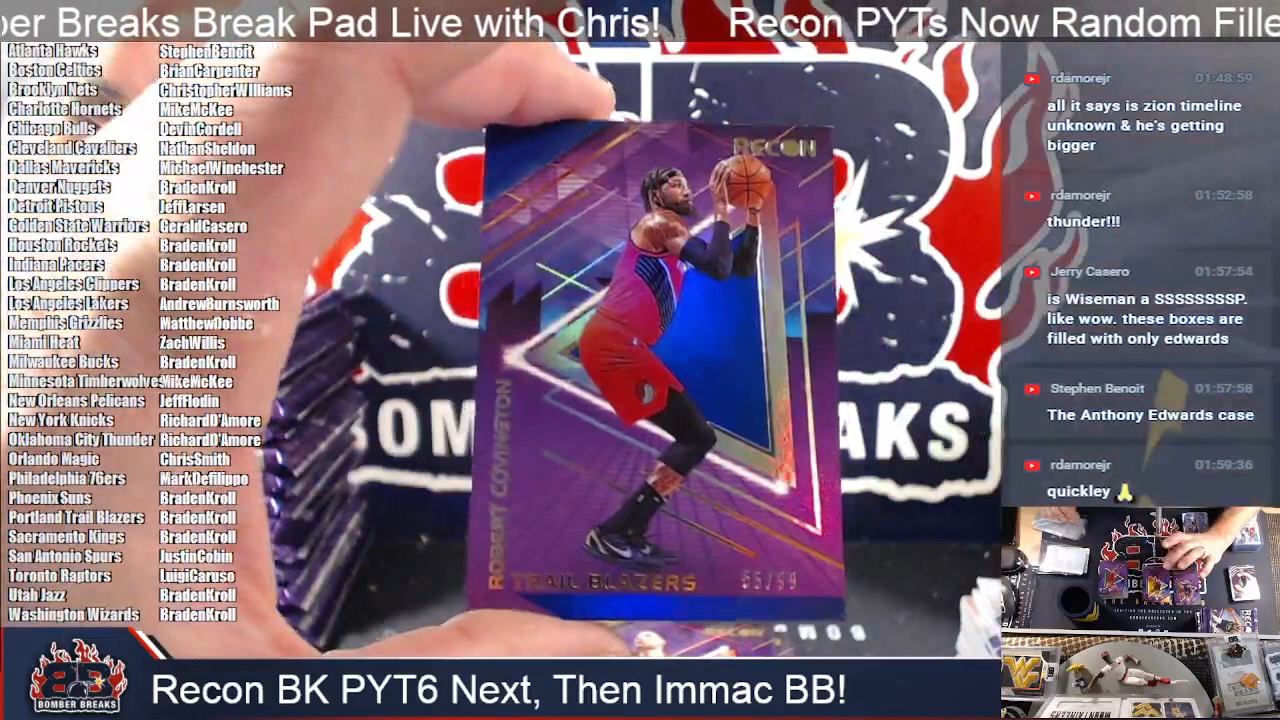 ber Breaks Break Pad Live with Chris! Recon PYTs Now Random Fille
Atlanta Hawks StephenBenoit
Boston Celtics BrianCarpenter
Brooklyn Nets ChristopherWilliams
Charlotte Hornets MikeMcKee
Chicago Bulls DevinCordell
Cleveland Cavaliers NathanSheldon
Dallas Mavericks MichaelWinchester
Denver Nuggets BradenKroll
Detroit Pistons JeffLarsen
Golden State Warriors GeraldCasero
Houston Rockets BradenKroll
Indiana Pacers BradenKroll
Los Angeles Clippers BradenKroll
Los Angeles Lakers AndrewBurnsworth
Memphis Grizzlies MatthewDobbe
Miami Heat ZachWillis
Milwaukee Bucks BradenKroll
Minnesota Timberwolves MikeMcKee
New Orleans Pelicans JeffFlodin
New York Knicks RichardD'Amore
Oklahoma City Thunder RichardD'Amore
Orlando Magic ChrisSmith
Philadelphia 76ers MarkDefilippo
Phoenix Suns BradenKroll
Portland Trail Blazers BradenKroll
Sacramento Kings BradenKroll
San Antonio Spurs JustinCobin
Toronto Raptors LuigiCaruso
Utah Jazz BradenKroll
Washington Wizards BradenKroll
RECON
ROBERT COVINGTON
TRAIL BLAZERS 55/99
BOM AKS
rdamorejr 01:48:59
all it says is zion timeline
unknown & he's getting
bigger
rdamorejr 01:52:58
thunder!!!
Jerry Casero 01:57:54
is Wiseman a SSSSSSSSP.
like wow. these boxes are
filled with only edwards
Stephen Benoit 01:57:58
The Anthony Edwards case
rdamorejr 01:59:36
quickley 🙏
BOMBER BREAKS
Recon BK PYT6 Next, Then Immac BB!